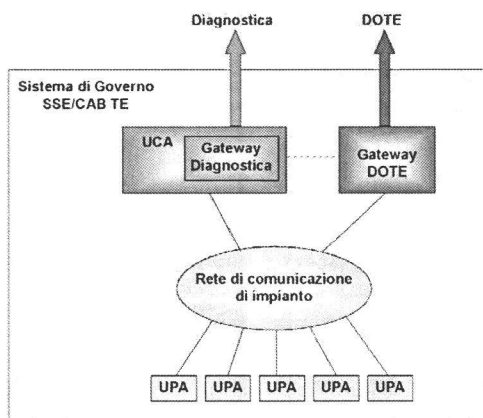 Diagnostica
DOTE
Sistema di Governo
SSE/CAB TE
UCA
Gateway
Diagnostica
Gateway
DOTE
Rete di comunicazione
di impianto
UPA
UPA
UPA
UPA
UPA